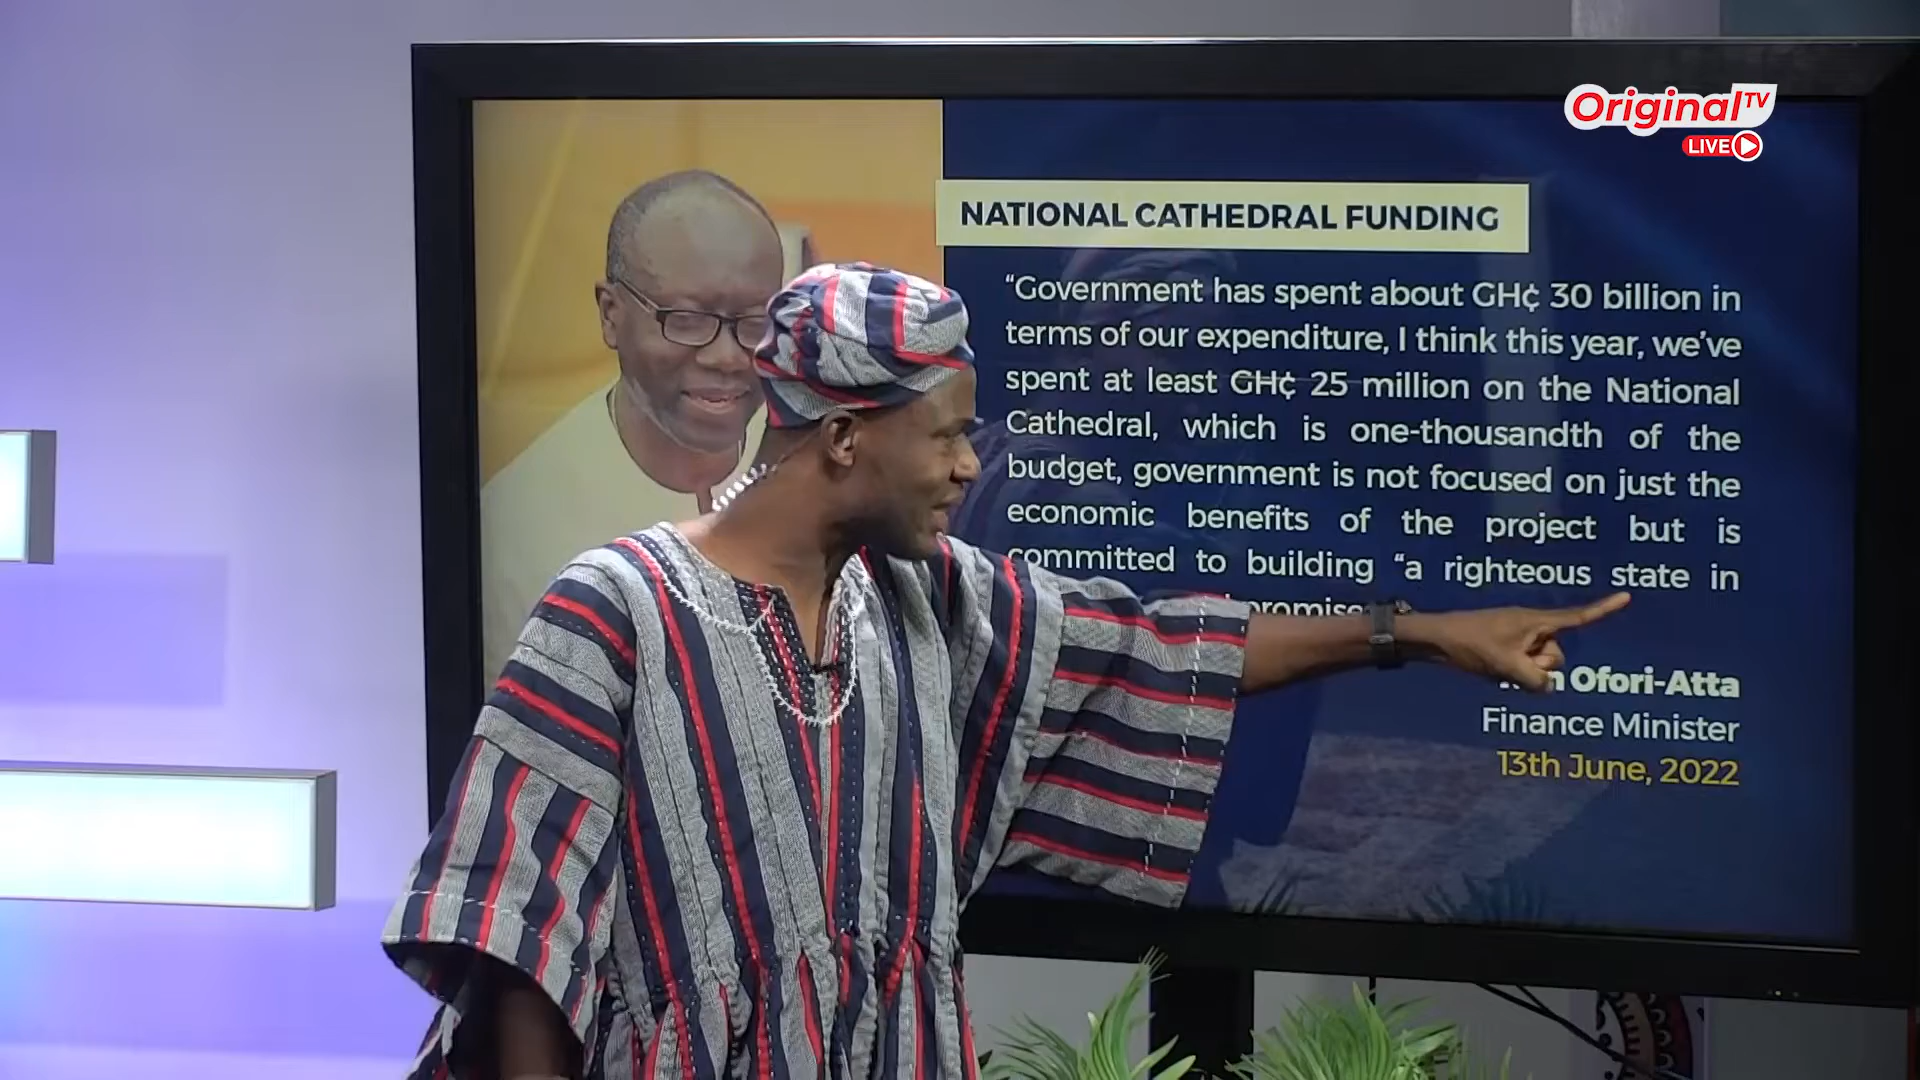 Original TV
LIVE
NATIONAL CATHEDRAL FUNDING
“Government has spent about GH₵ 30 billion in
terms of our expenditure, I think this year, we’ve
spent at least GH₵ 25 million on the National
Cathedral, which is one-thousandth of the
budget, government is not focused on just the
economic benefits of the project but is
committed to building “a righteous state in
Ofori-Atta
Finance Minister
13th June, 2022